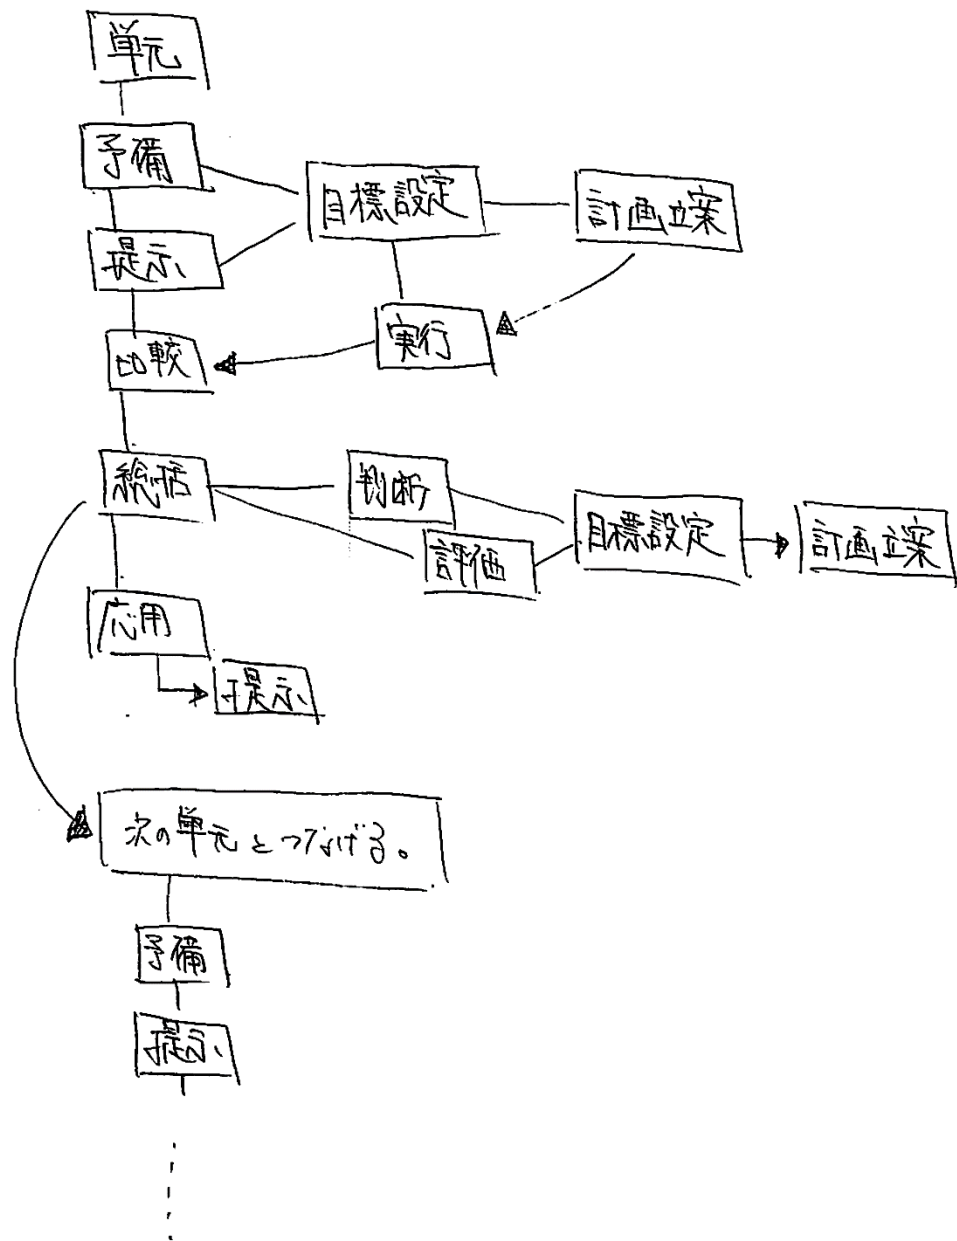 単元
予備
目標設定
計画立案
提示
実行
比較
総括
判断
目標設定
計画立案
評価
応用
提示
次の単元とつなげる。
予備
提示